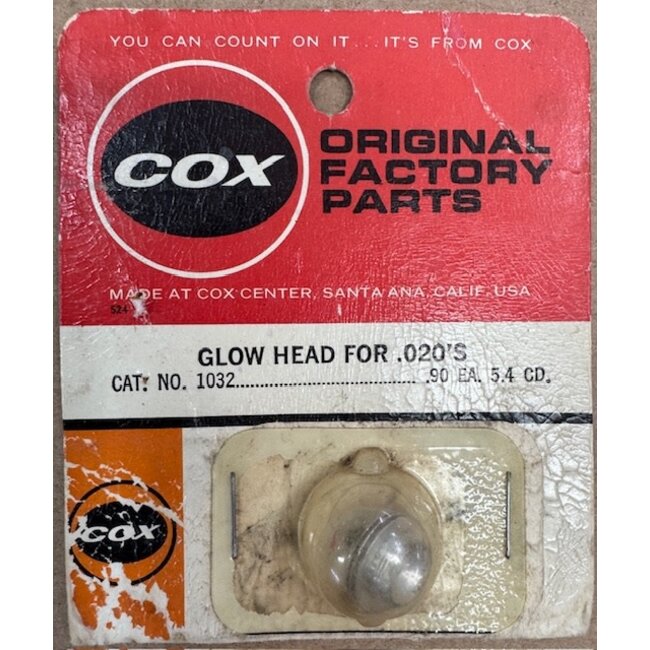 YOU CAN COUNT ON IT...IT'S FROM COX
COX
ORIGINAL
FACTORY
PARTS
MADE AT COX CENTER, SANTA ANA, CALIF. USA
524
GLOW HEAD FOR .020'S
CAT. NO. 1032..................................... .90 EA. 5.4 CD.
COX